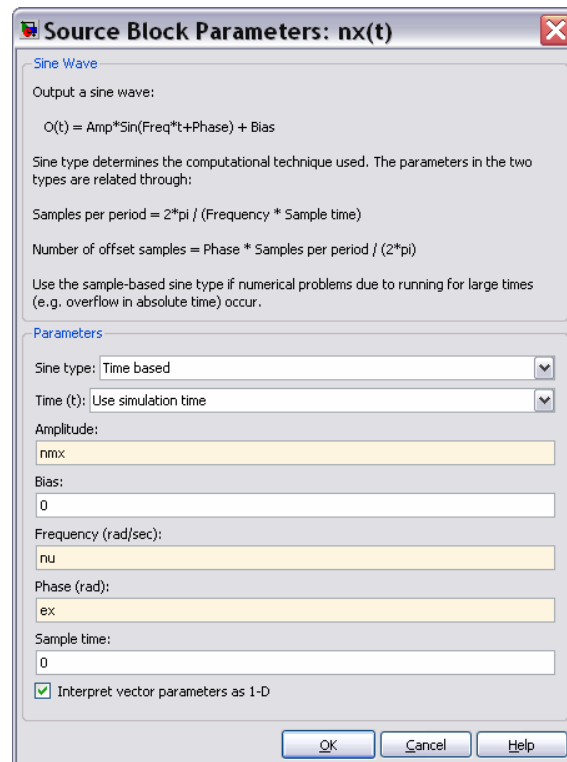 Source Block Parameters: nx(t)
Sine Wave
Output a sine wave:
O(t) = Amp*Sin(Freq*t+Phase) + Bias
Sine type determines the computational technique used. The parameters in the two
types are related through:
Samples per period = 2*pi / (Frequency * Sample time)
Number of offset samples = Phase * Samples per period / (2*pi)
Use the sample-based sine type if numerical problems due to running for large times
(e.g. overflow in absolute time) occur.
Parameters
Sine type: Time based
Time (t): Use simulation time
Amplitude:
nmx
Bias:
0
Frequency (rad/sec):
nu
Phase (rad):
ex
Sample time:
0
Interpret vector parameters as 1-D
OK Cancel Help